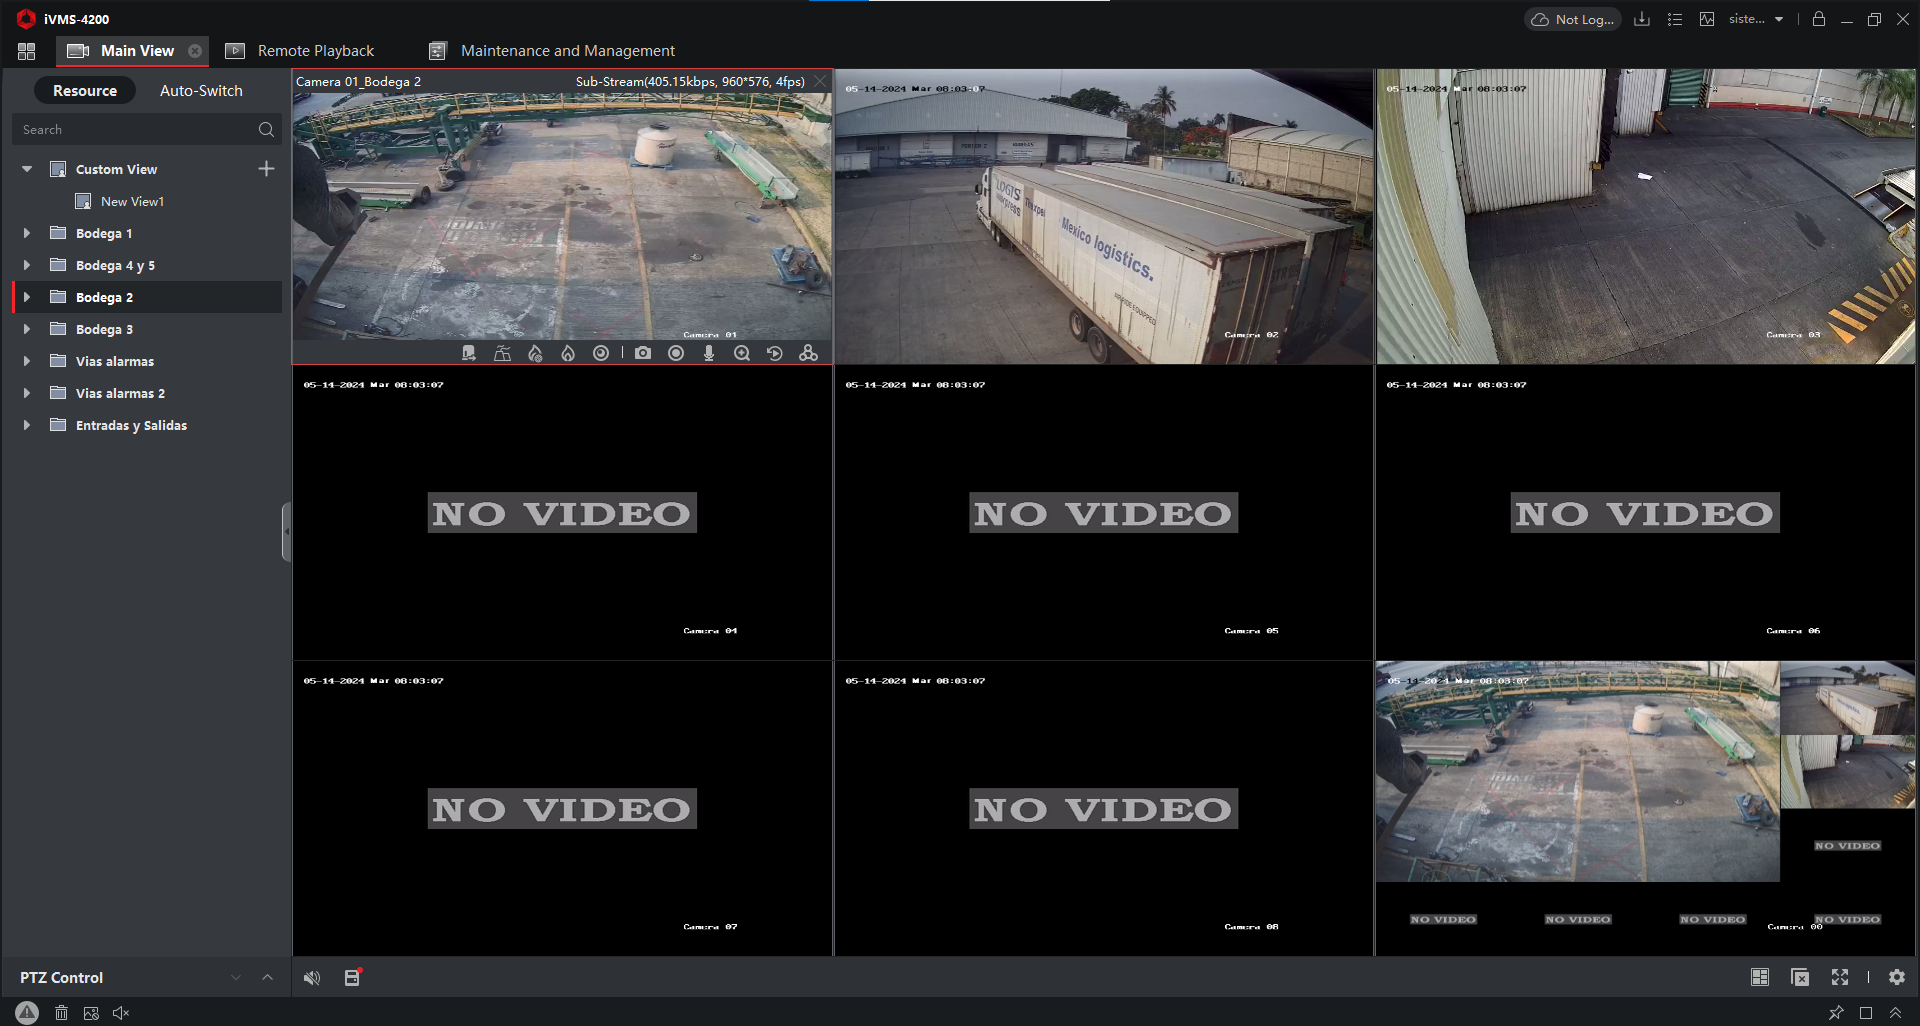 iVMS-4200
Not Log...
siste...
Main View
Remote Playback
Maintenance and Management
Resource
Auto-Switch
Search
Custom View
New View1
Bodega 1
Bodega 4 y 5
Bodega 2
Bodega 3
Vias alarmas
Vias alarmas 2
Entradas y Salidas
PTZ Control
Camera 01_Bodega 2
Sub-Stream(405.15kbps, 960*576, 4fps)
Camera 01
05-14-2024 Mar 08:03:07
LOGIS
Mexico logistics.
Camera 02
05-14-2024 Mar 08:03:07
Camera 03
05-14-2024 Mar 08:03:07
NO VIDEO
Camera 04
05-14-2024 Mar 08:03:07
NO VIDEO
Camera 05
05-14-2024 Mar 08:03:07
NO VIDEO
Camera 06
05-14-2024 Mar 08:03:07
NO VIDEO
Camera 07
05-14-2024 Mar 08:03:07
NO VIDEO
Camera 08
05-14-2024 Mar 08:03:07
NO VIDEO
NO VIDEO
NO VIDEO
NO VIDEO
NO VIDEO
Camera 00